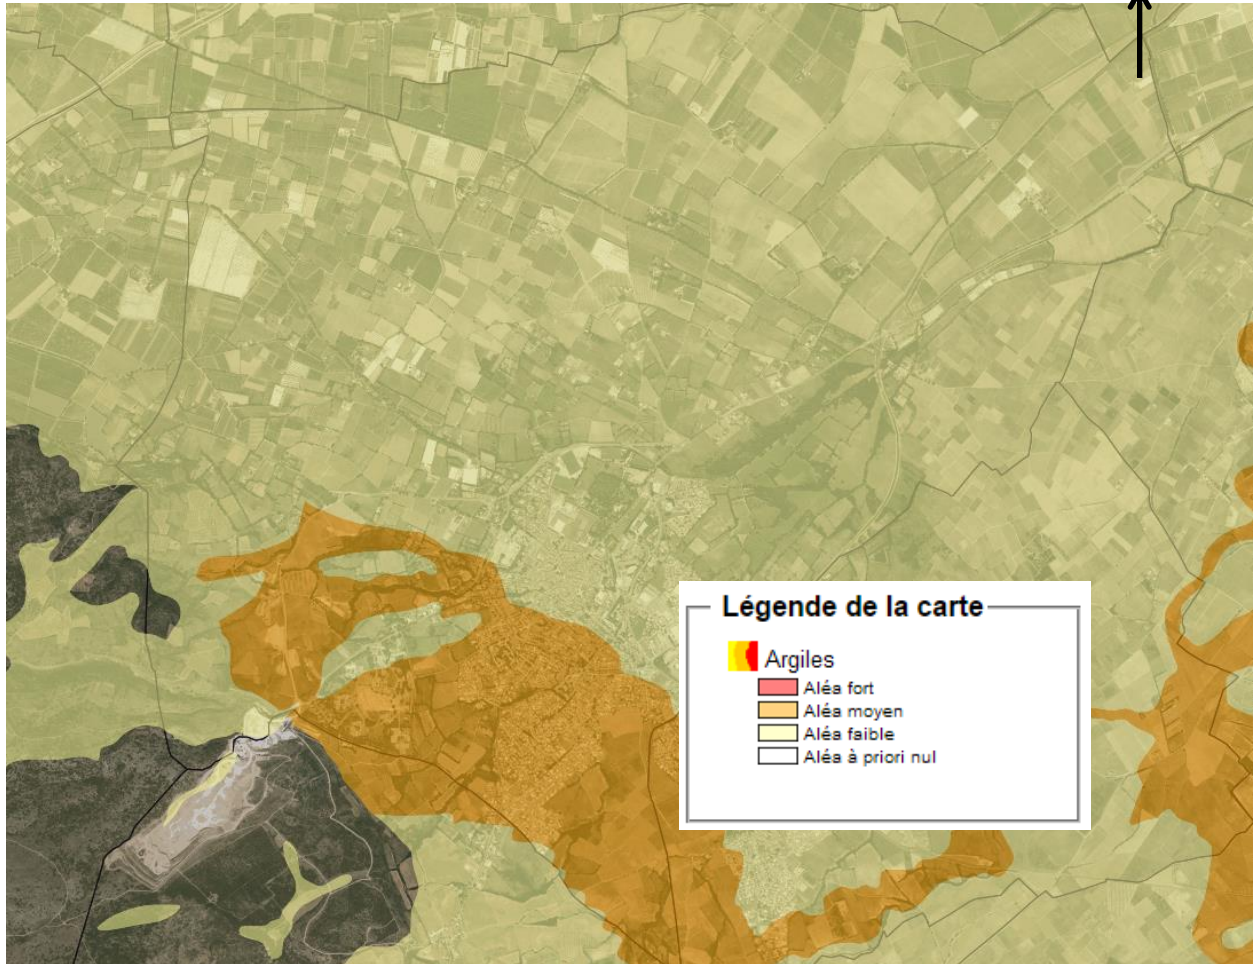 Légende de la carte
Argiles
Aléa fort
Aléa moyen
Aléa faible
Aléa à priori nul